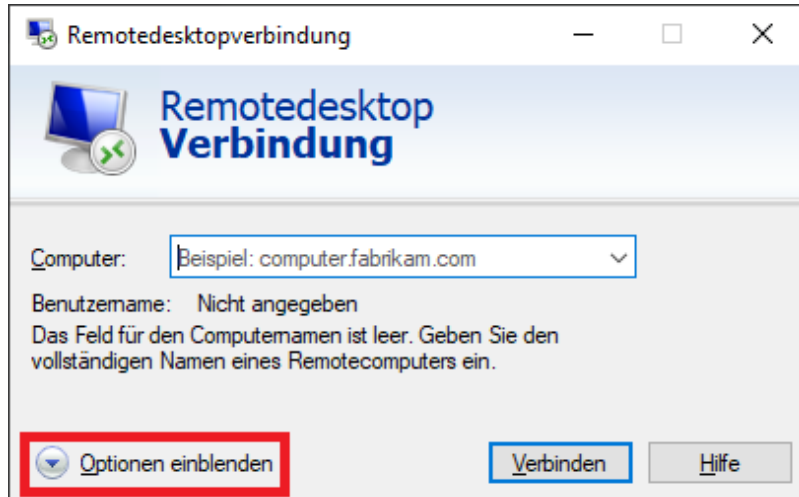 Remotedesktopverbindung
Remotedesktop
Verbindung
Computer: Beispiel: computer.fabrikam.com
Benutzername: Nicht angegeben
Das Feld für den Computernamen ist leer. Geben Sie den
vollständigen Namen eines Remotecomputers ein.
Optionen einblenden Verbinden Hilfe